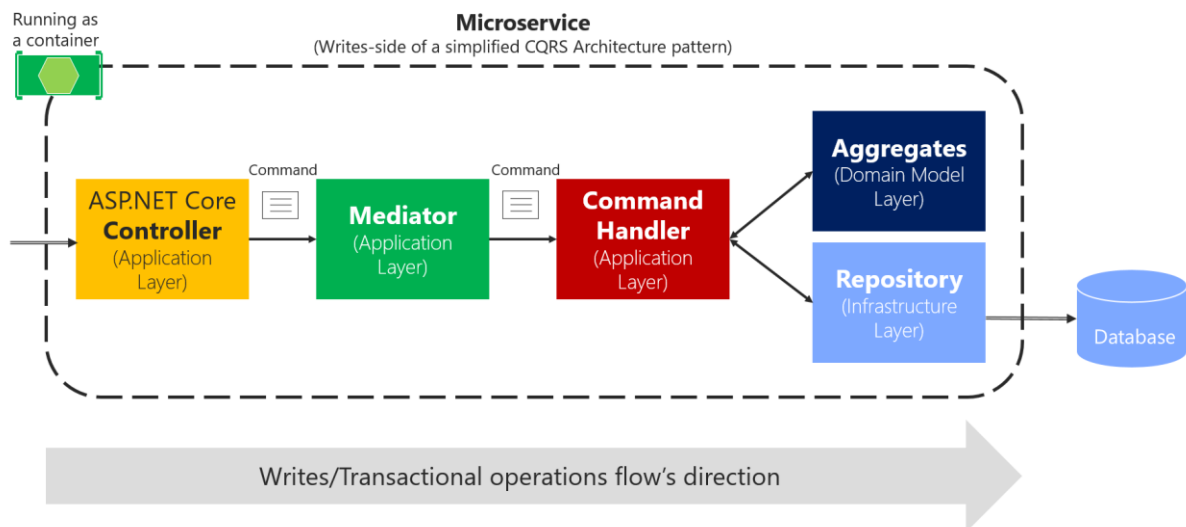 Running as
a container
Microservice
(Writes-side of a simplified CQRS Architecture pattern)
Command
ASP.NET Core
Controller
(Application
Layer)
Mediator
(Application
Layer)
Command
Command
Handler
(Application
Layer)
Aggregates
(Domain Model
Layer)
Repository
(Infrastructure
Layer)
Database
Writes/Transactional operations flow's direction